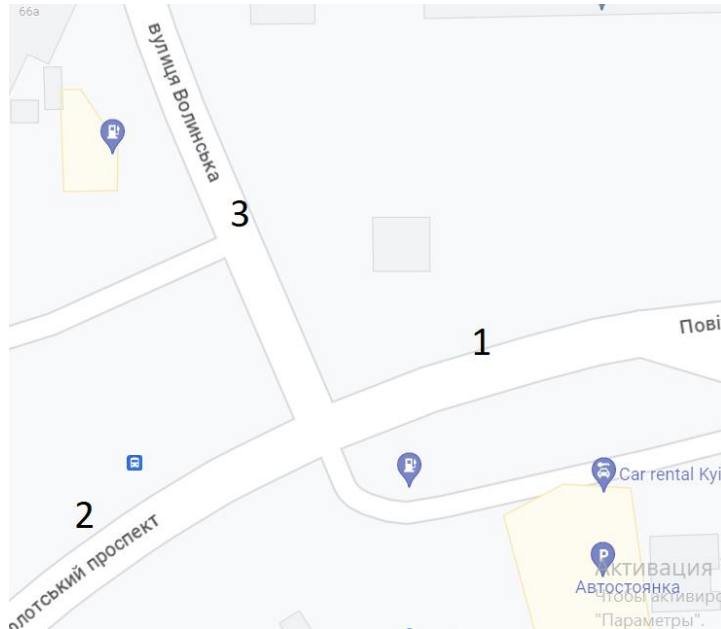 66а
вулиця Волинська
3
1
Пові
2
олотський проспект
Car rental Kyi
Активация
Автостоянка
Чтобы активиро
"Параметры".